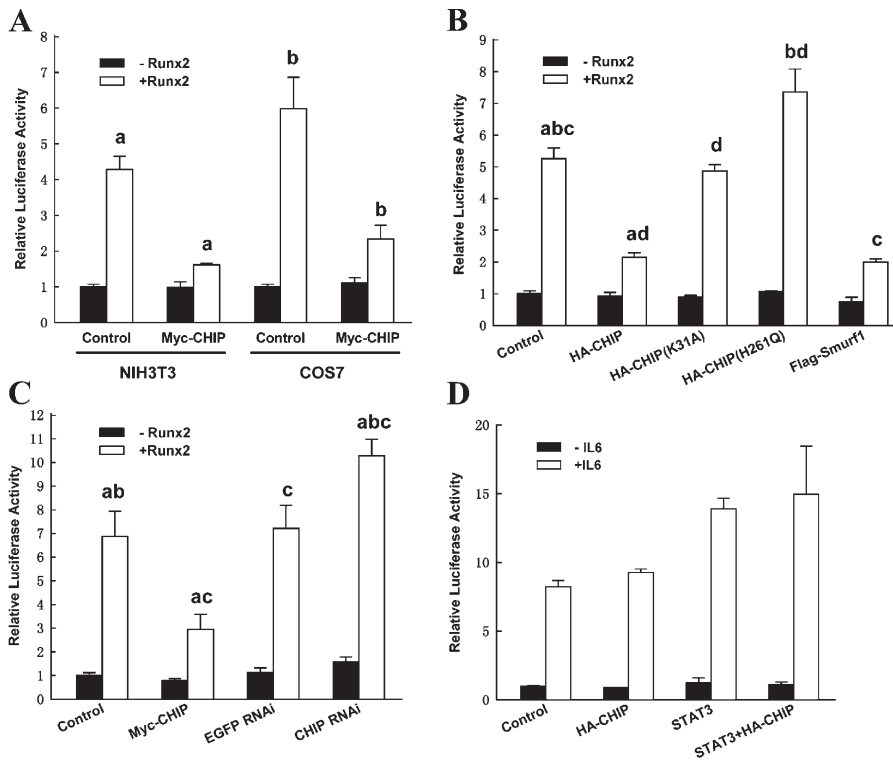 A
Relative Luciferase Activity
8
7
6
5
4
3
2
1
0
- Runx2
+Runx2
a
a
b
b
Control
Myc-CHIP
Control
Myc-CHIP
NIH3T3
COS7
B
Relative Luciferase Activity
9
8
7
6
5
4
3
2
1
0
- Runx2
+Runx2
abc
ad
d
bd
c
Control
HA-CHIP
HA-CHIP(K31A)
HA-CHIP(H261Q)
Flag-Smurf1
C
Relative Luciferase Activity
12
11
10
9
8
7
6
5
4
3
2
1
0
- Runx2
+Runx2
ab
ac
c
abc
Control
Myc-CHIP
EGFP RNAi
CHIP RNAi
D
Relative Luciferase Activity
20
15
10
5
0
- IL6
+IL6
Control
HA-CHIP
STAT3
STAT3+HA-CHIP